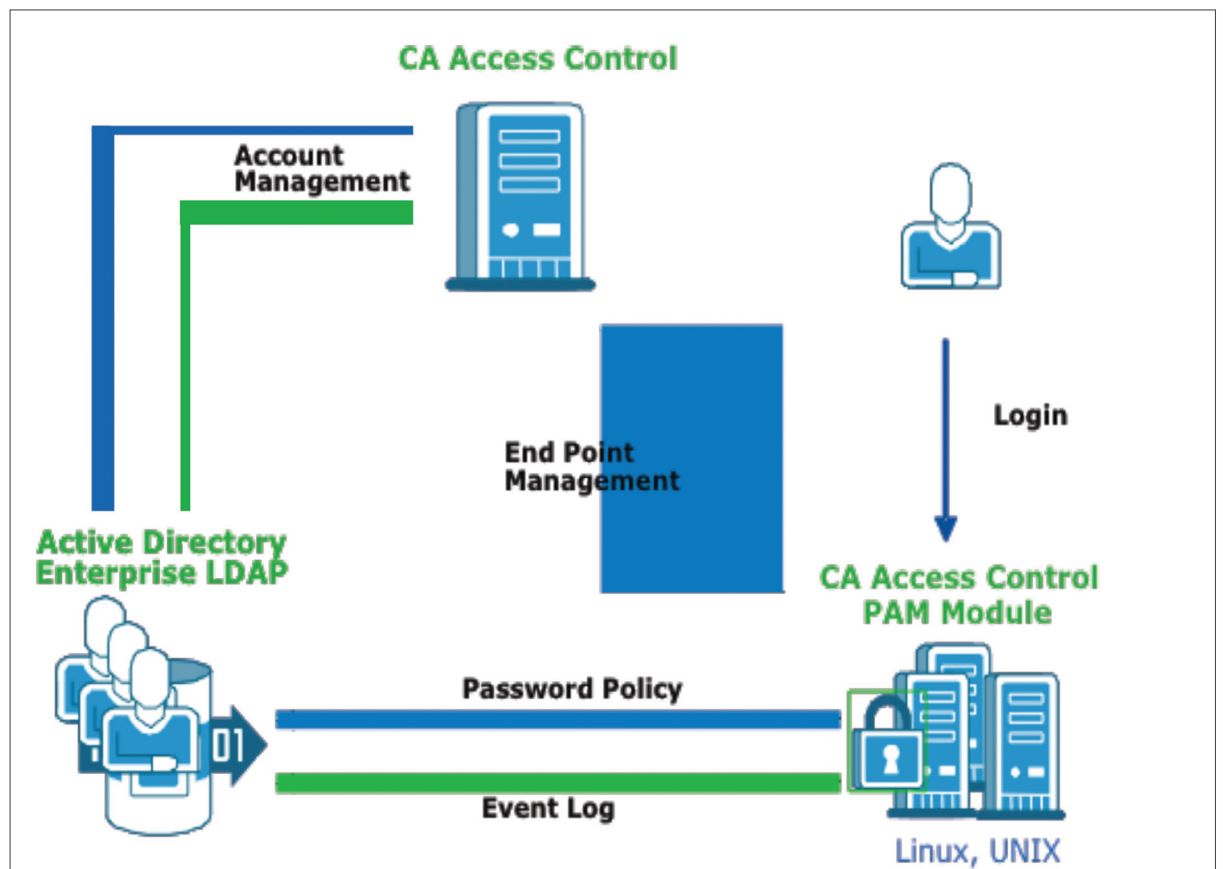 CA Access Control
Account
Management
Login
End Point
Management
Active Directory
Enterprise LDAP
CA Access Control
PAM Module
Password Policy
01
Event Log
Linux, UNIX